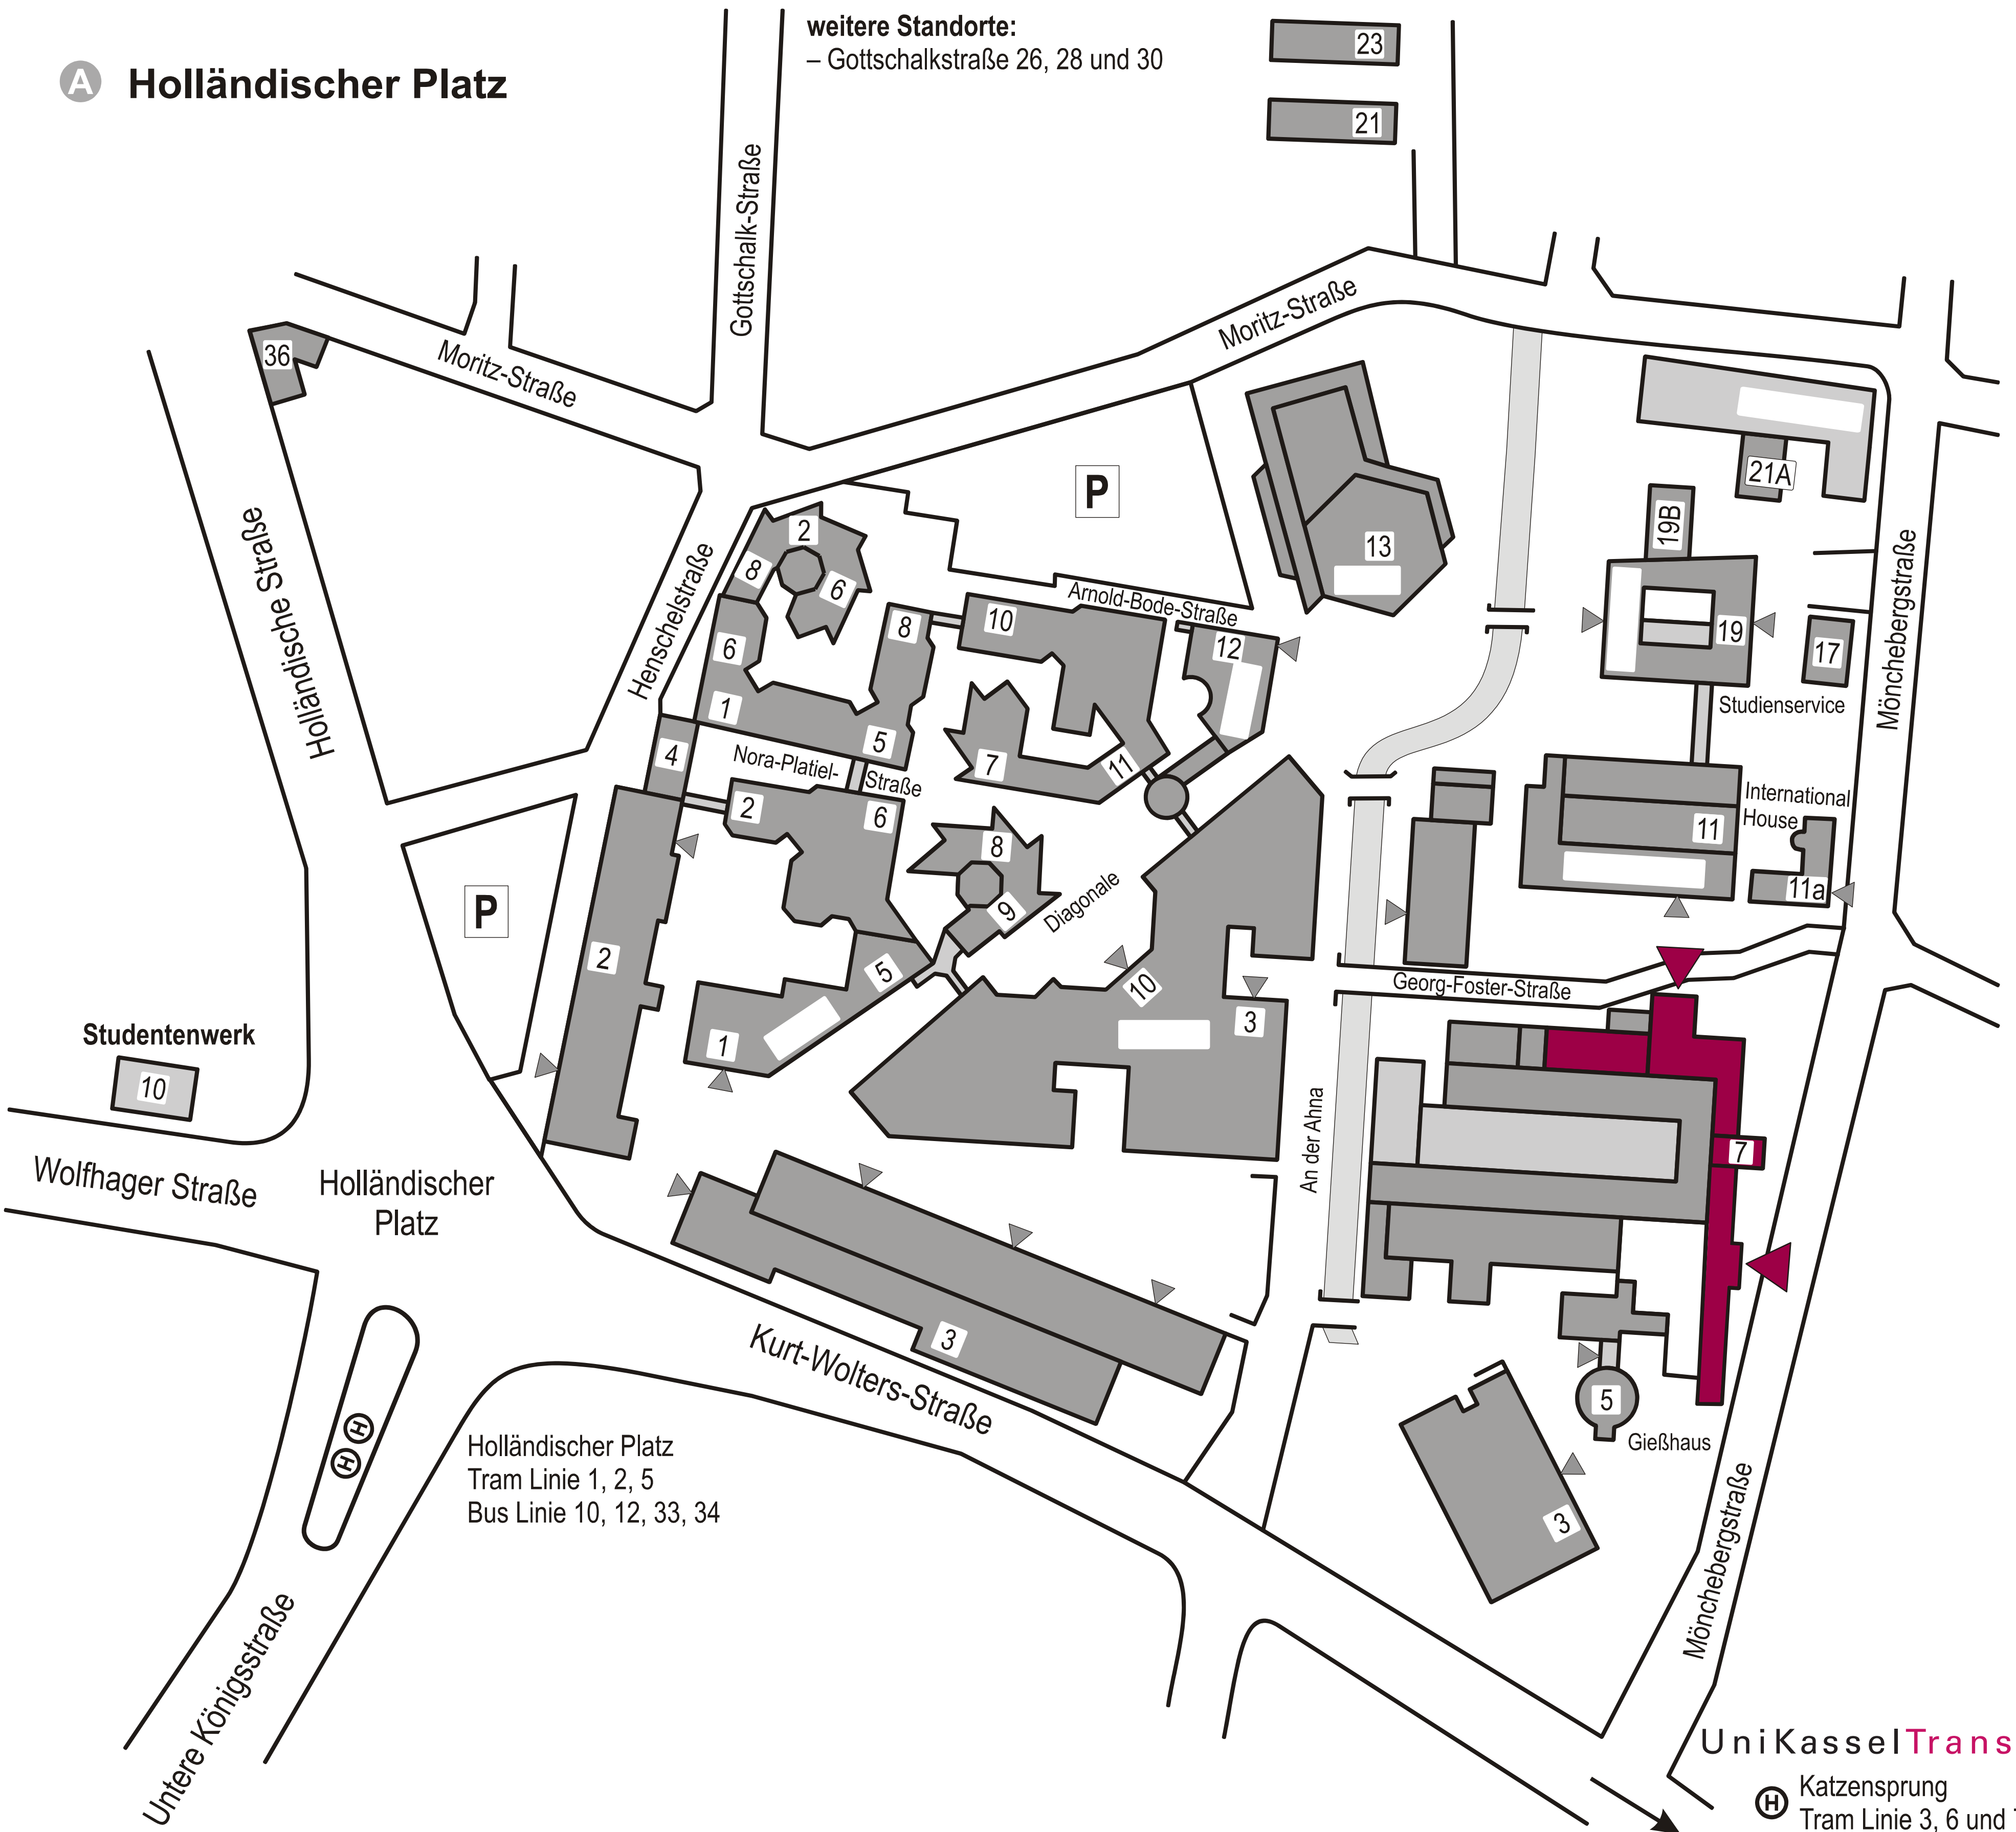 A Holländischer Platz
weitere Standorte:
– Gottschalkstraße 26, 28 und 30
23
21
Gottschalk-Straße
Moritz-Straße
36
Moritz-Straße
21A
P
2
13
19B
8
6
Holländische Straße
Henschelstraße
Arnold-Bode-Straße
Mönchebergstraße
8
10
12
19
17
6
Studienservice
1
5
4
Nora-Platiel-
Straße
7
11
International
House
2
6
11
8
11a
P
9
Diagonale
2
5
10
Georg-Foster-Straße
3
1
Studentenwerk
10
An der Ahna
7
Wolfhager Straße
Holländischer
Platz
3
Kurt-Wolters-Straße
5
Gießhaus
H
H
Holländischer Platz
Tram Linie 1, 2, 5
Bus Linie 10, 12, 33, 34
3
Mönchebergstraße
Untere Königsstraße
UniKasselTrans
H Katzensprung
Tram Linie 3, 6 und